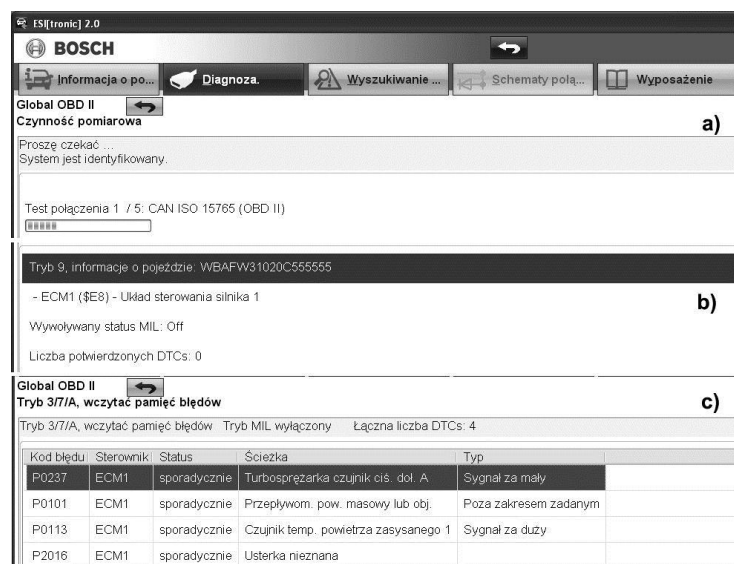 ESI[tronic] 2.0
BOSCH
Informacja o po... Diagnoza. Wyszukiwanie ... Schematy połą... Wyposażenie
Global OBD II
Czynność pomiarowa
a)
Proszę czekać ...
System jest identyfikowany.
Test połączenia 1 / 5: CAN ISO 15765 (OBD II)
Tryb 9, informacje o pojeździe: WBAFW31020C555555
- ECM1 ($E8) - Układ sterowania silnika 1
b)
Wywoływany status MIL: Off
Liczba potwierdzonych DTCs: 0
Global OBD II
Tryb 3/7/A, wczytać pamięć błędów
c)
Tryb 3/7/A, wczytać pamięć błędów Tryb MIL wyłączony Łączna liczba DTCs: 4
Kod błędu Sterownik Status Ścieżka Typ
P0237 ECM1 sporadycznie Turbosprężarka czujnik ciś. doł. A Sygnał za mały
P0101 ECM1 sporadycznie Przepływom. pow. masowy lub obj. Poza zakresem zadanym
P0113 ECM1 sporadycznie Czujnik temp. powietrza zasysanego 1 Sygnał za duży
P2016 ECM1 sporadycznie Usterka nieznana